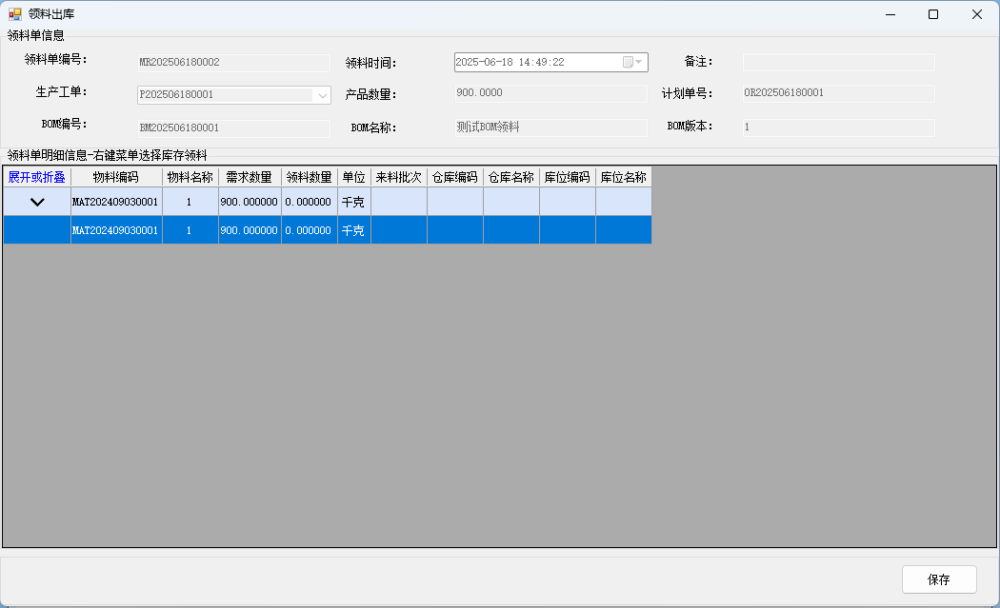 领料出库
领料单信息
领料单编号： MR202506180002 领料时间： 2025-06-18 14:49:22 备注：
生产工单： P202506180001 产品数量： 900.0000 计划单号： OR202506180001
BOM编号： BM202506180001 BOM名称： 测试BOM领料 BOM版本： 1
领料单明细信息-右键菜单选择库存领料
展开或折叠 物料编码 物料名称 需求数量 领料数量 单位 来料批次 仓库编码 仓库名称 库位编码 库位名称
MAT202409030001 1 900.000000 0.000000 千克
MAT202409030001 1 900.000000 0.000000 千克
保存